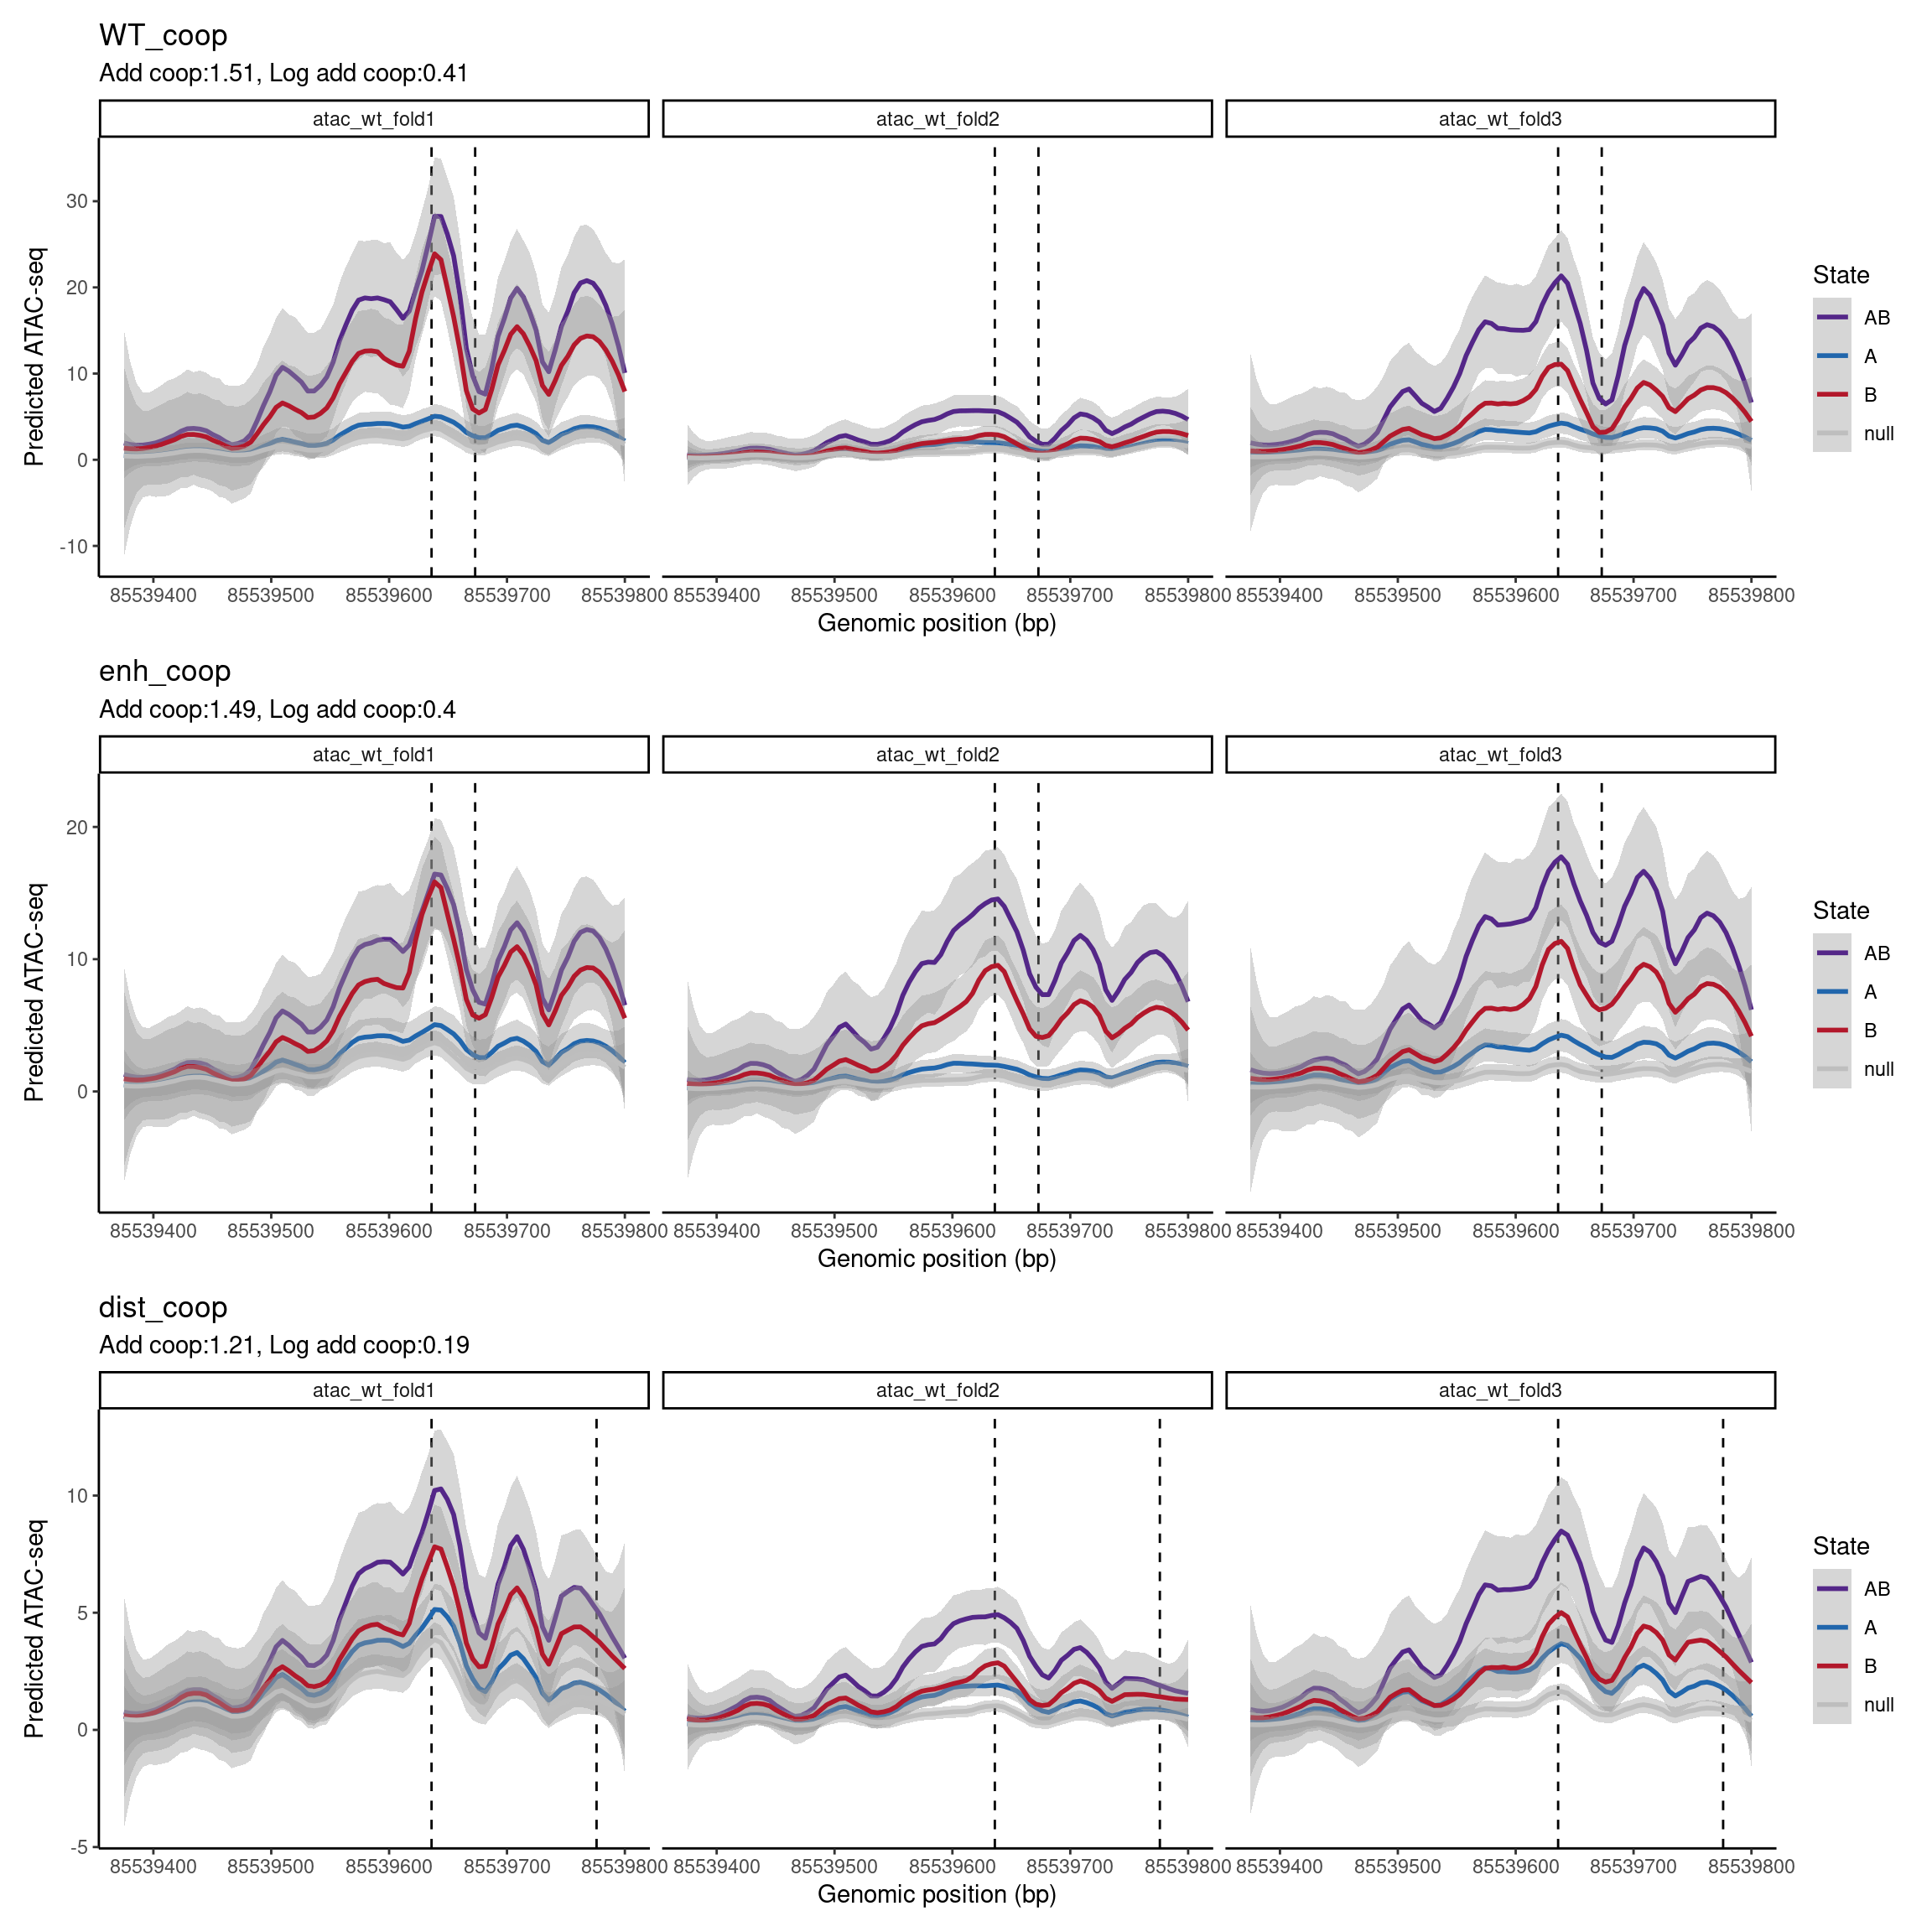 WT_coop
Add coop:1.51, Log add coop:0.41
atac_wt_fold1 atac_wt_fold2 atac_wt_fold3
Predicted ATAC-seq
30
20
10
0
-10
85539400 85539500 85539600 85539700 85539800 85539400 85539500 85539600 85539700 85539800 85539400 85539500 85539600 85539700 85539800
Genomic position (bp)
State
AB
A
B
null
enh_coop
Add coop:1.49, Log add coop:0.4
atac_wt_fold1 atac_wt_fold2 atac_wt_fold3
Predicted ATAC-seq
20
10
0
85539400 85539500 85539600 85539700 85539800 85539400 85539500 85539600 85539700 85539800 85539400 85539500 85539600 85539700 85539800
Genomic position (bp)
State
AB
A
B
null
dist_coop
Add coop:1.21, Log add coop:0.19
atac_wt_fold1 atac_wt_fold2 atac_wt_fold3
Predicted ATAC-seq
10
5
0
-5
85539400 85539500 85539600 85539700 85539800 85539400 85539500 85539600 85539700 85539800 85539400 85539500 85539600 85539700 85539800
Genomic position (bp)
State
AB
A
B
null